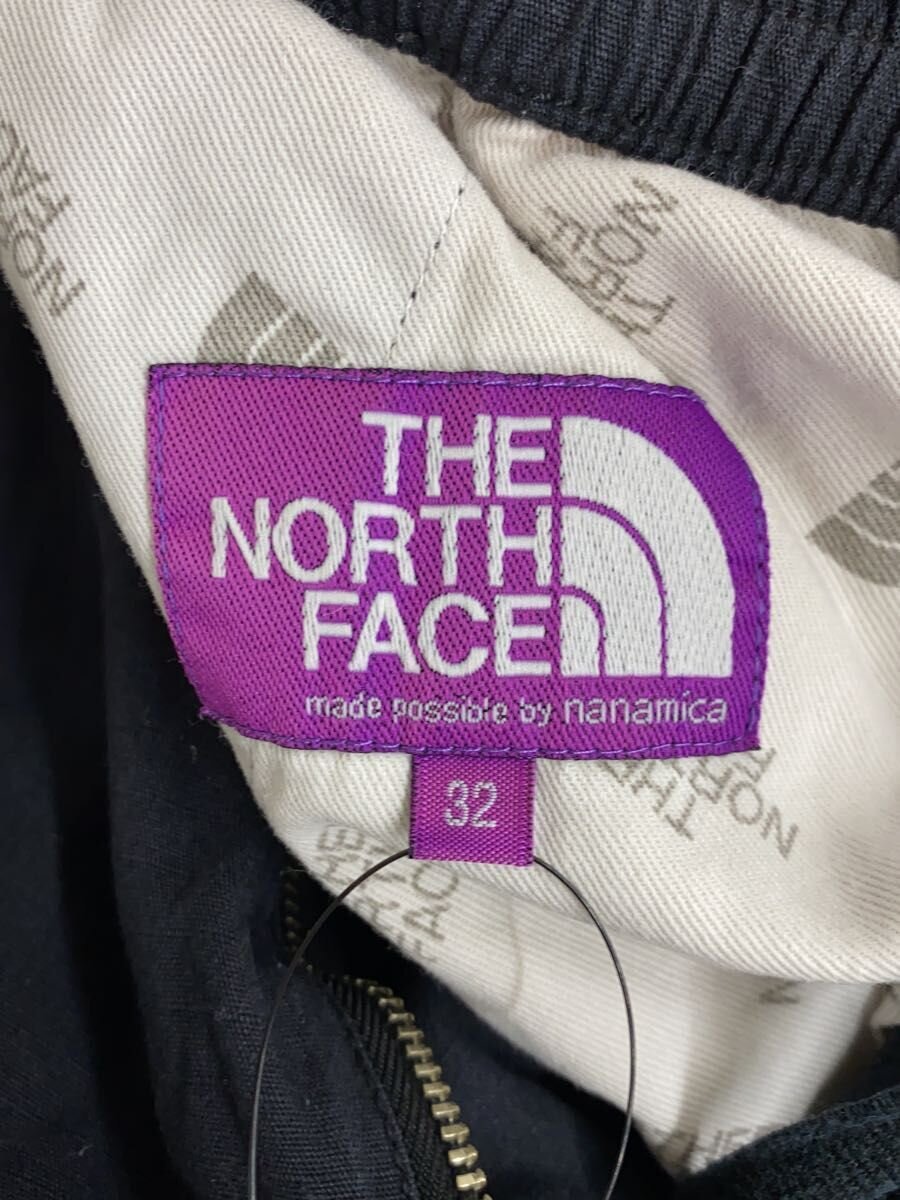 THE
NORTH
FACE
made possible by nanamica
32